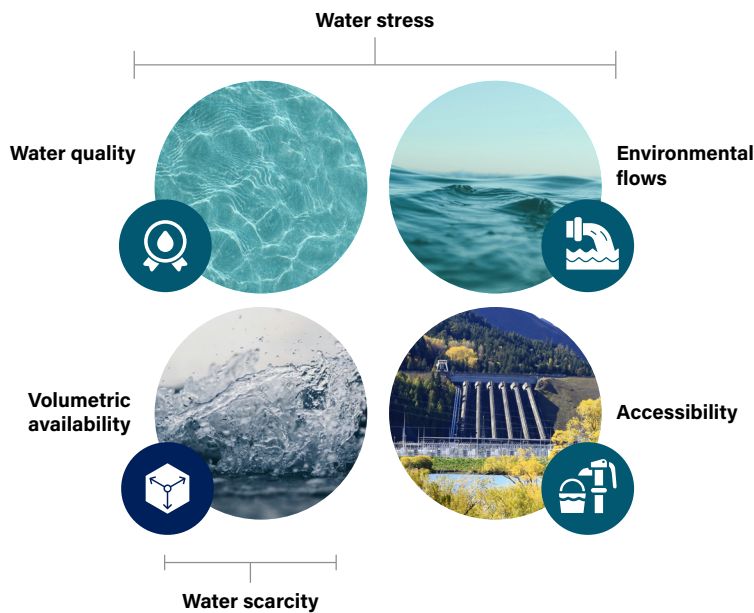 Water stress
Water quality
Environmental
flows
Volumetric
availability
Accessibility
Water scarcity